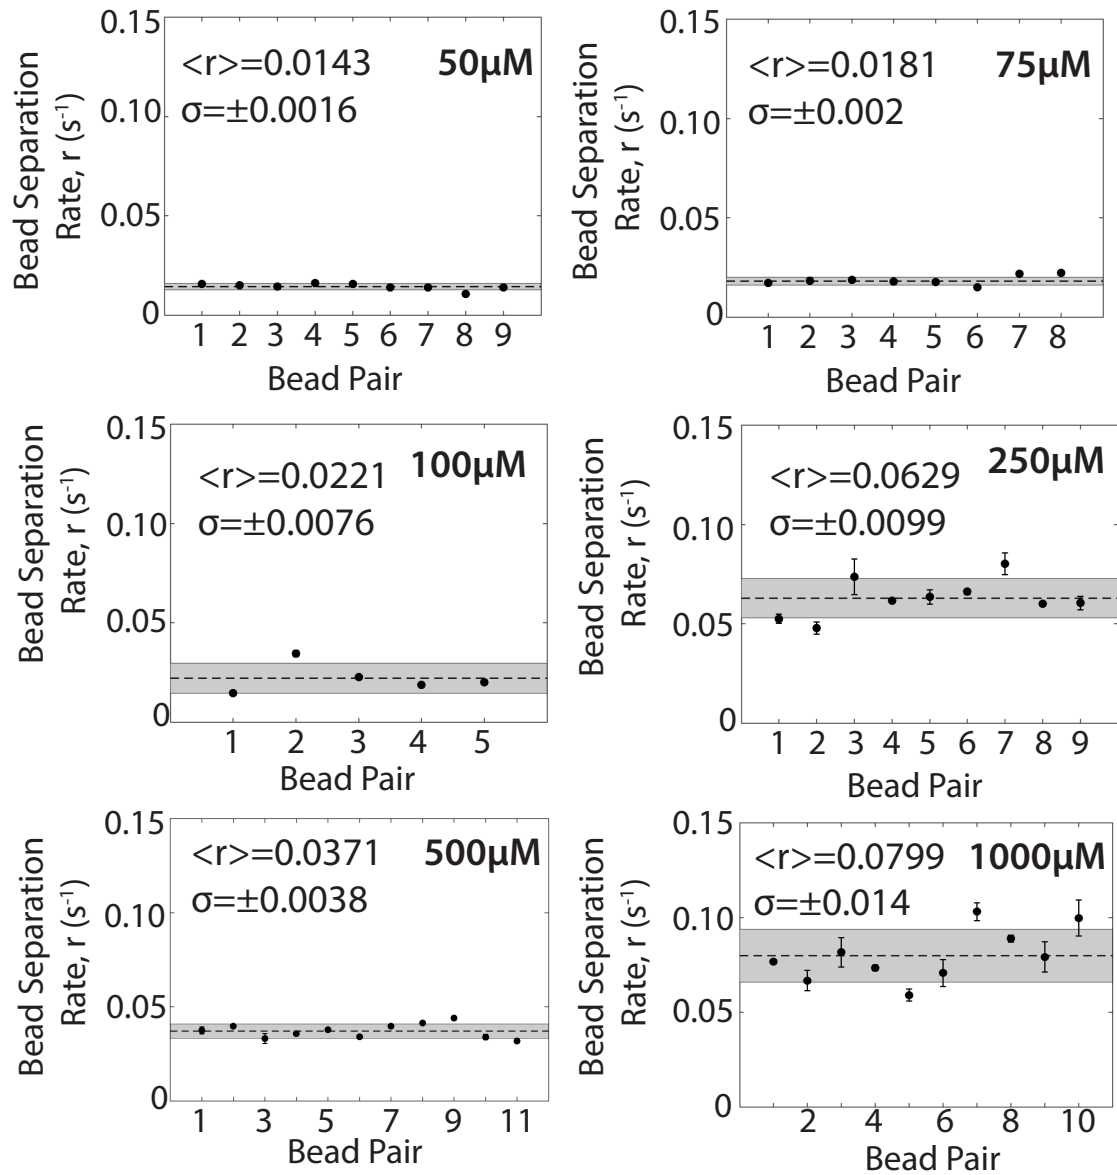 0.15
0.10
0.05
0
Bead Separation
Rate, r (s⁻¹)
<r>=0.0143 50μM
σ=±0.0016
1 2 3 4 5 6 7 8 9
Bead Pair
0.15
0.10
0.05
0
Bead Separation
Rate, r (s⁻¹)
<r>=0.0181 75μM
σ=±0.002
1 2 3 4 5 6 7 8
Bead Pair
0.15
0.10
0.05
0
Bead Separation
Rate, r (s⁻¹)
<r>=0.0221 100μM
σ=±0.0076
1 2 3 4 5
Bead Pair
0.15
0.10
0.05
0
Bead Separation
Rate, r (s⁻¹)
<r>=0.0629 250μM
σ=±0.0099
1 2 3 4 5 6 7 8 9
Bead Pair
0.15
0.10
0.05
0
Bead Separation
Rate, r (s⁻¹)
<r>=0.0371 500μM
σ=±0.0038
1 3 5 7 9 11
Bead Pair
0.15
0.10
0.05
0
Bead Separation
Rate, r (s⁻¹)
<r>=0.0799 1000μM
σ=±0.014
2 4 6 8 10
Bead Pair